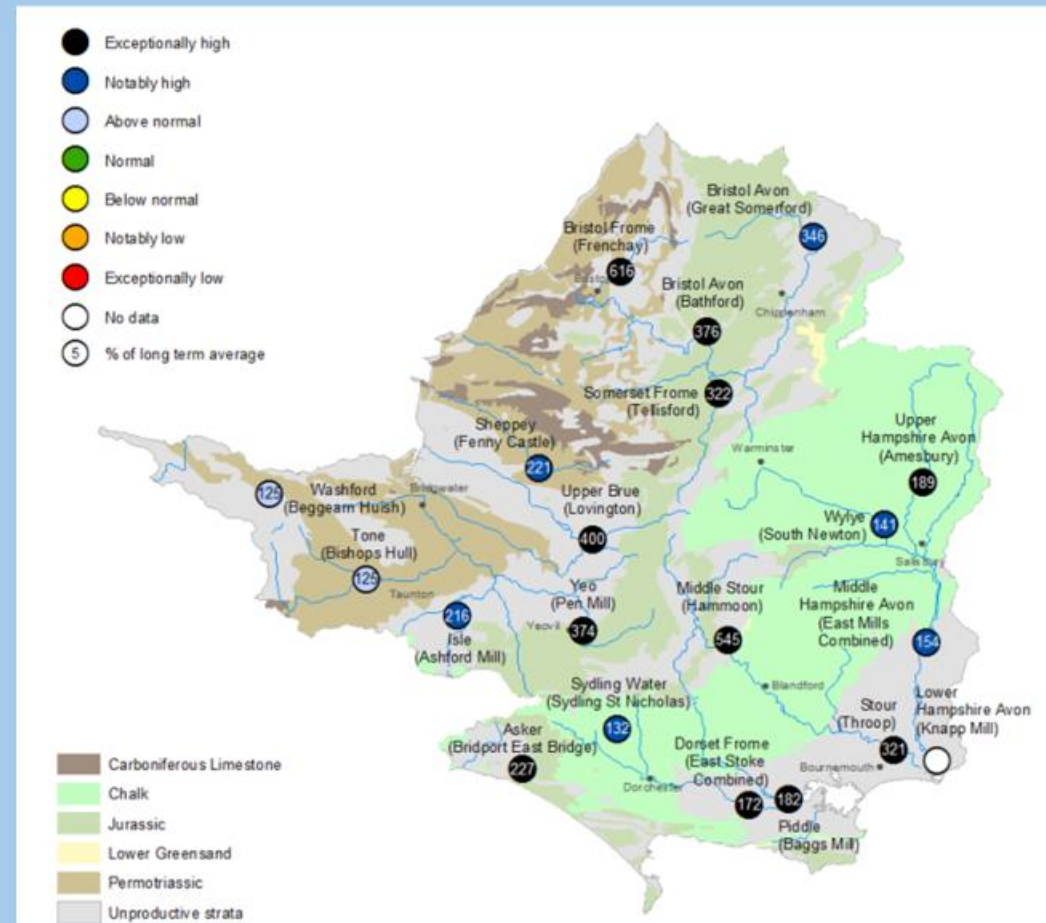 Exceptionally high
Notably high
Above normal
Normal
Below normal
Notably low
Exceptionally low
No data
5 % of long term average
Bristol Avon
(Great Somerford)
346
Bristol Frome
(Frenchay)
616
Bristol Avon
(Bathford)
376
Chippenham
Somerset Frome
(Tellisford)
322
Sheppey
(Fenny Castle)
221
Warminster
Upper
Hampshire Avon
(Amesbury)
189
Washford
(Beggearn Huish)
125
Bridgwater
Upper Brue
(Lovington)
400
Wylye
(South Newton)
141
Salisbury
Tone
(Bishops Hull)
125
Taunton
Yeo
(Pen Mill)
Yeovil
374
Middle Stour
(Hammoon)
545
Middle
Hampshire Avon
(East Mills
Combined)
154
216
Isle
(Ashford Mill)
Blandford
Sydling Water
(Sydling St Nicholas)
132
Stour
(Throop)
321
Lower
Hampshire Avon
(Knapp Mill)
Asker
(Bridport East Bridge)
227
Dorset Frome
(East Stoke
Combined)
172
182
Bournemouth
Dorchester
Piddle
(Baggs Mill)
Carboniferous Limestone
Chalk
Jurassic
Lower Greensand
Permotriassic
Unproductive strata